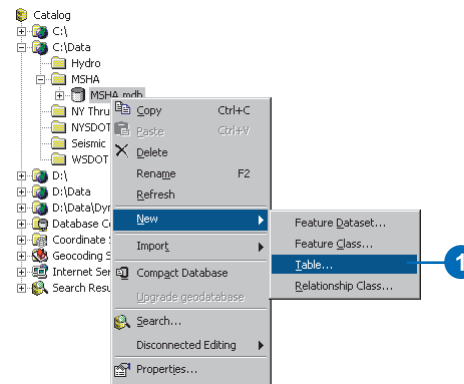 Catalog
C:\
C:\Data
Hydro
MSHA
MSHA.mdb
NY Thru
NYSDOT
Seismic
WSDOT
D:\
D:\Data
D:\Data\Dyn
Database Co
Coordinate S
Geocoding S
Internet Ser
Search Resu
Copy Ctrl+C
Paste Ctrl+V
Delete
Rename F2
Refresh
New
Import
Compact Database
Upgrade geodatabase
Search...
Disconnected Editing
Properties...
Feature Dataset...
Feature Class...
Table...
Relationship Class...
1